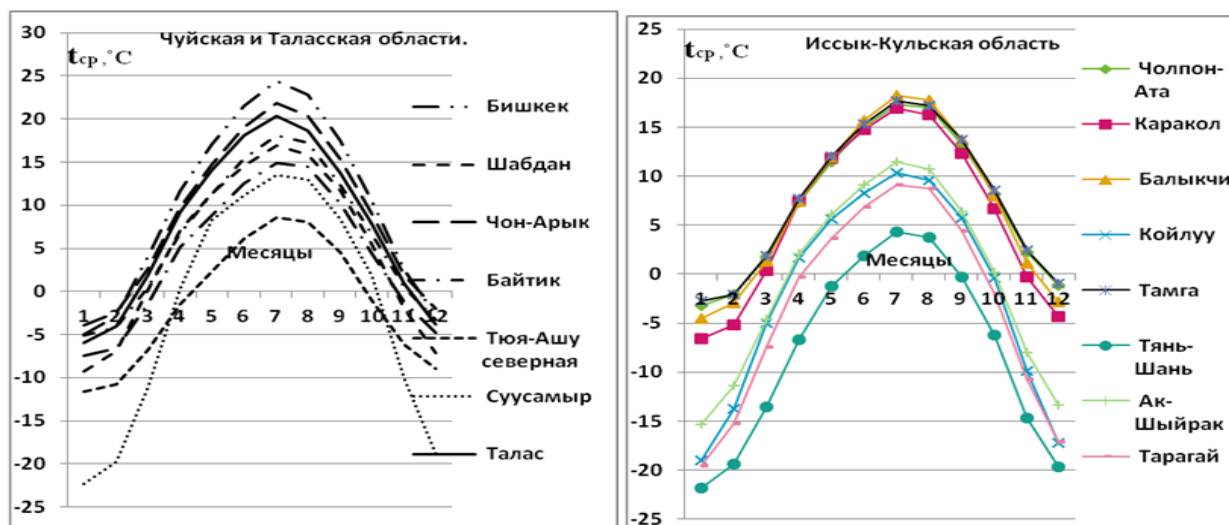 Чуйская и Таласская области.
tср,°C
30
25
20
15
10
5
0
-5
-10
-15
-20
-25
Месяцы
1 2 3 4 5 6 7 8 9 10 11 12
Бишкек
Шабдан
Чон-Арык
Байтик
Тюя-Ашу
северная
Суусамыр
Талас
Иссык-Кульская область
tср,°C
25
20
15
10
5
0
-5
-10
-15
-20
-25
Месяцы
1 2 3 4 5 6 7 8 9 10 11 12
Чолпон-
Ата
Каракол
Балыкчи
Койлуу
Тамга
Тянь-
Шань
Ак-
Шыйрак
Тарагай